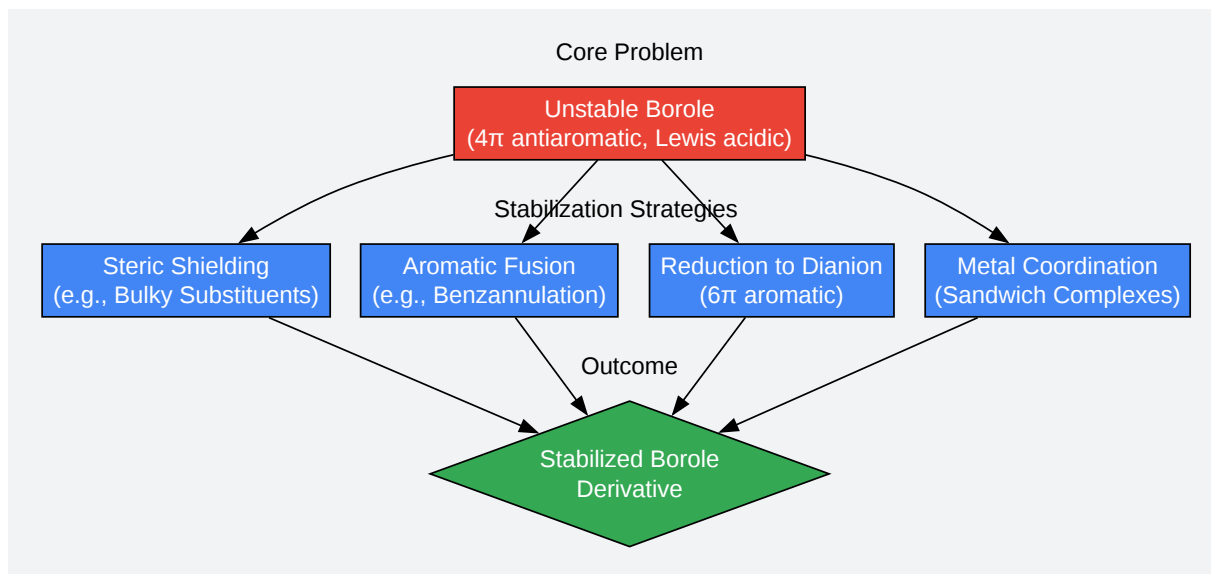 Core Problem
Unstable Borole
(4π antiaromatic, Lewis acidic)
Stabilization Strategies
Steric Shielding
(e.g., Bulky Substituents)
Aromatic Fusion
(e.g., Benzannulation)
Reduction to Dianion
(6π aromatic)
Metal Coordination
(Sandwich Complexes)
Outcome
Stabilized Borole
Derivative